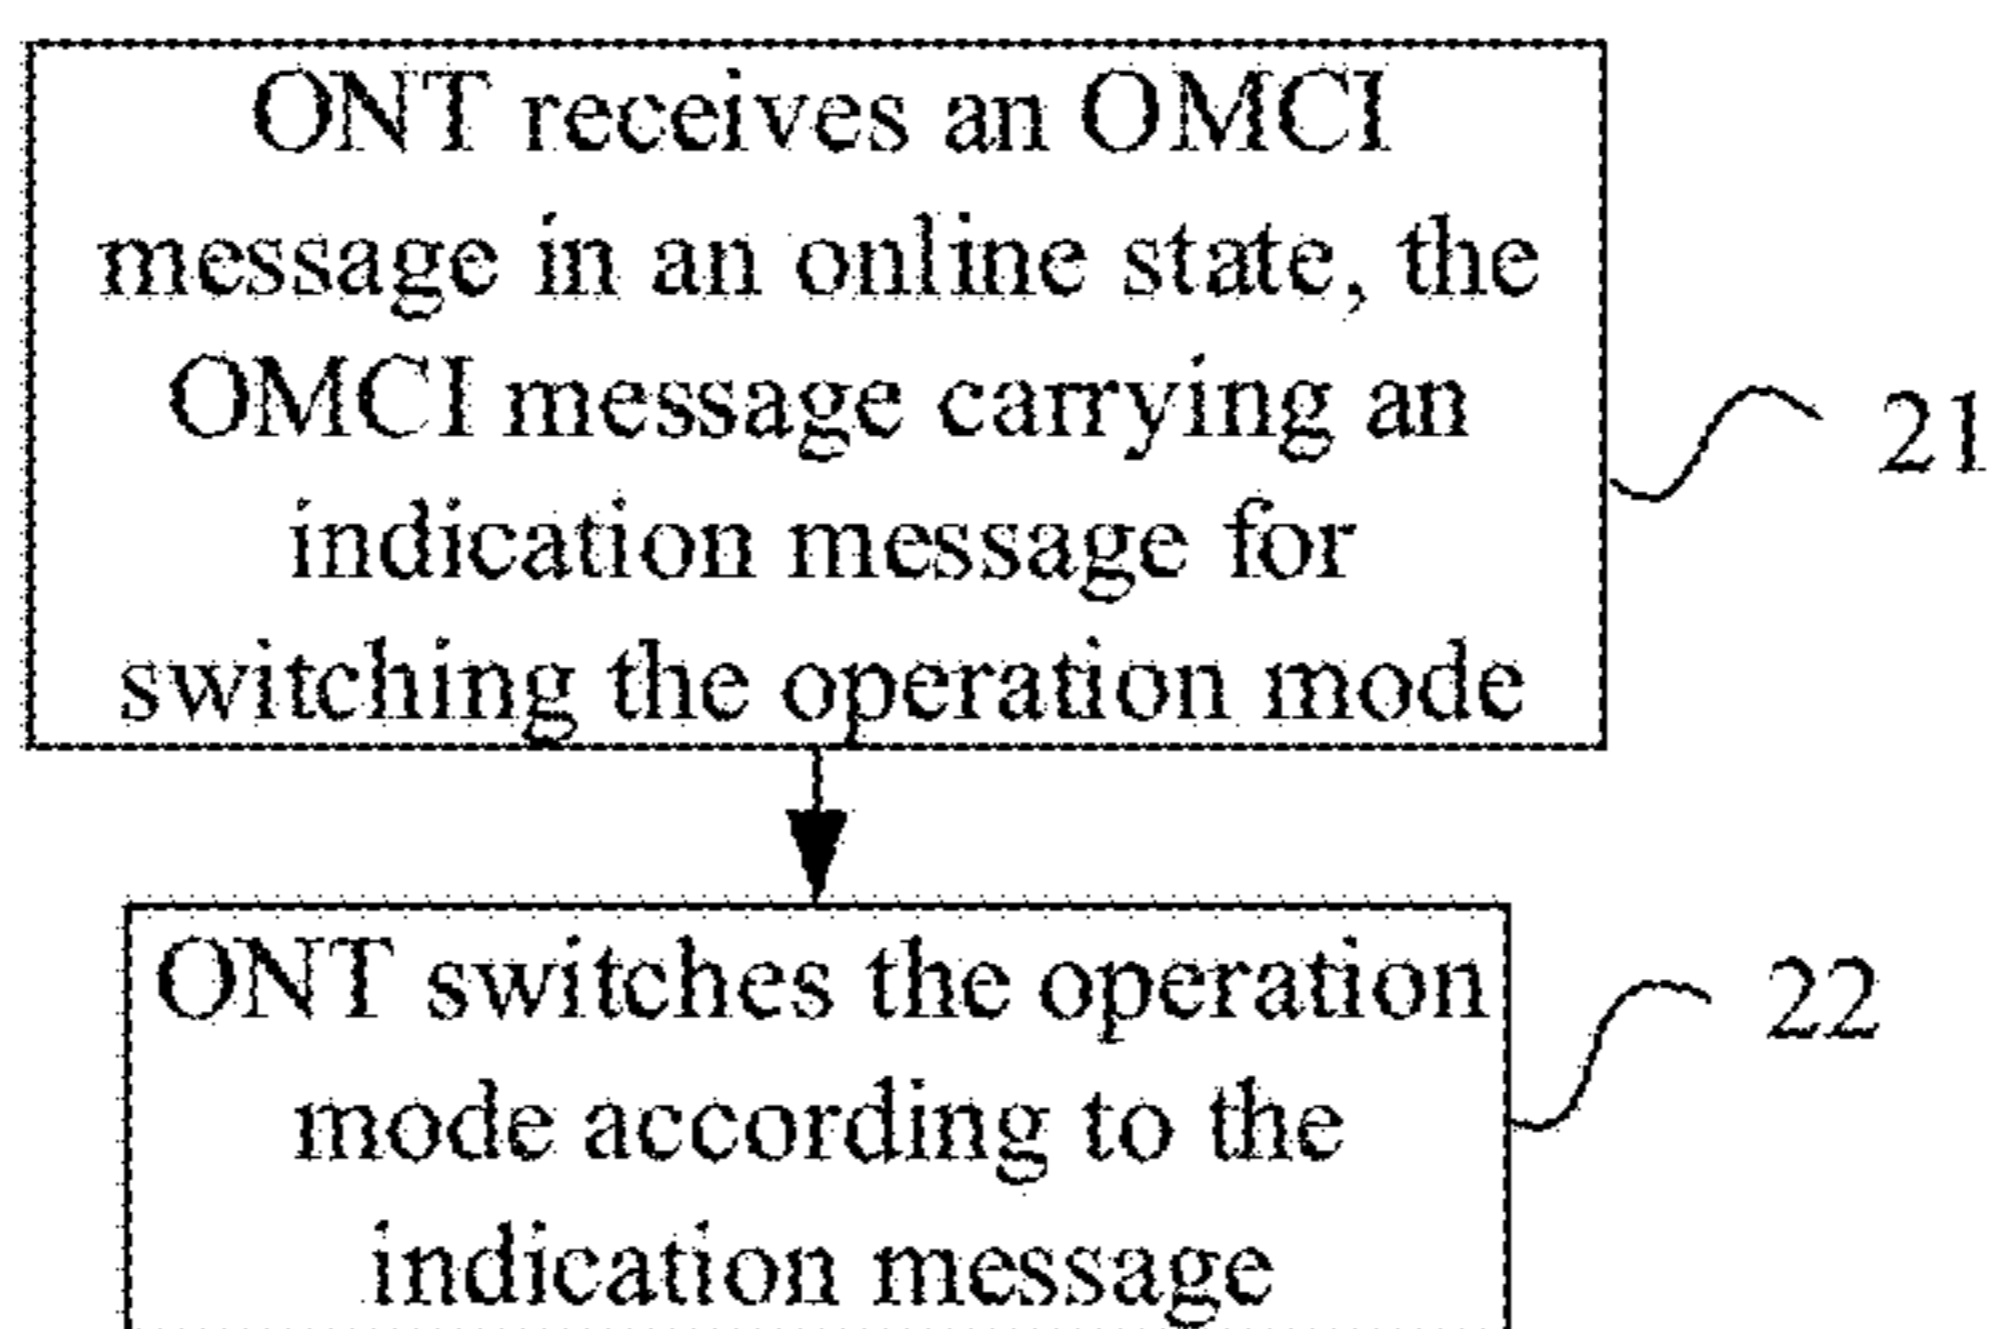 ONT receives an OMCI
message in an online state, the
OMCI message carrying an
indication message for
switching the operation mode
21
ONT switches the operation
mode according to the
indication message
22